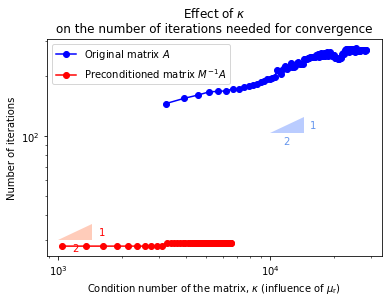 Effect of κ
on the number of iterations needed for convergence
Original matrix A
Preconditioned matrix M⁻¹A
Number of iterations
10²
1
2
1
2
10³
10⁴
Condition number of the matrix, κ (influence of μᵣ)